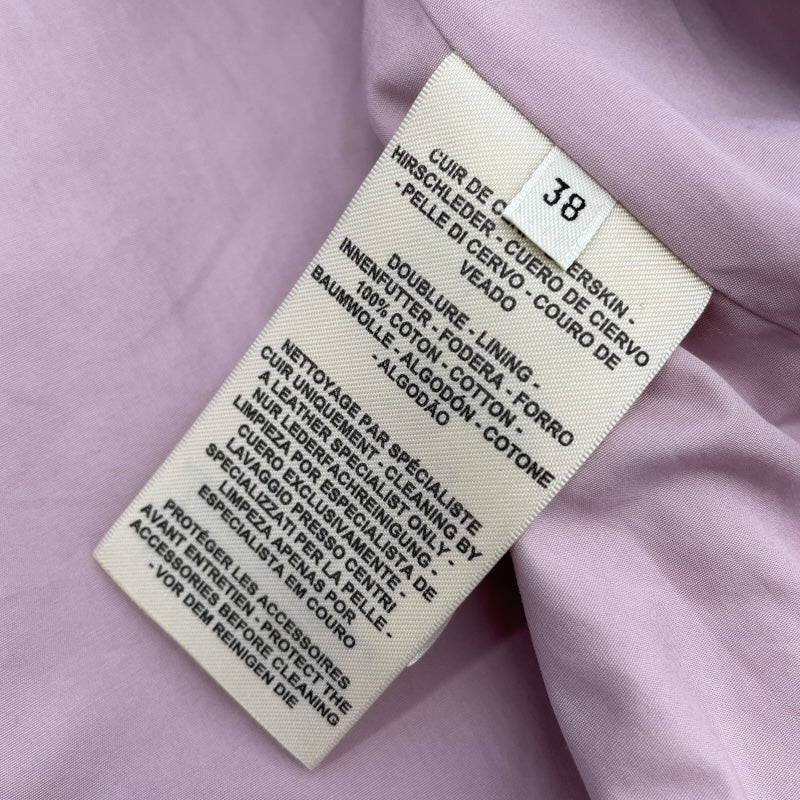 38
CUIR DE
HIRSCHLEDER - CUERO DE CIERVO
- PELLE DI CERVO - COURO DE
VEADO
DOUBLURE - LINING -
INNENFUTTER - FODERA - FORRO
100% COTON - COTTON -
BAUMWOLLE - ALGODÓN - COTONE
- ALGODÃO
NETTOYAGE PAR SPÉCIALISTE
CUIR UNIQUEMENT - CLEANING BY
A LEATHER SPECIALIST ONLY -
NUR LEDERFACHREINIGUNG -
LIMPIEZA POR ESPECIALISTA DE
CUERO EXCLUSIVAMENTE -
LAVAGGIO PRESSO CENTRI
SPECIALIZZATI PER LA PELLE -
LIMPEZA APENAS POR
ESPECIALISTA EM COURO
PROTÉGER LES ACCESSOIRES
AVANT ENTRETIEN - PROTECT THE
ACCESSORIES BEFORE CLEANING
- VOR DEM REINIGEN DIE